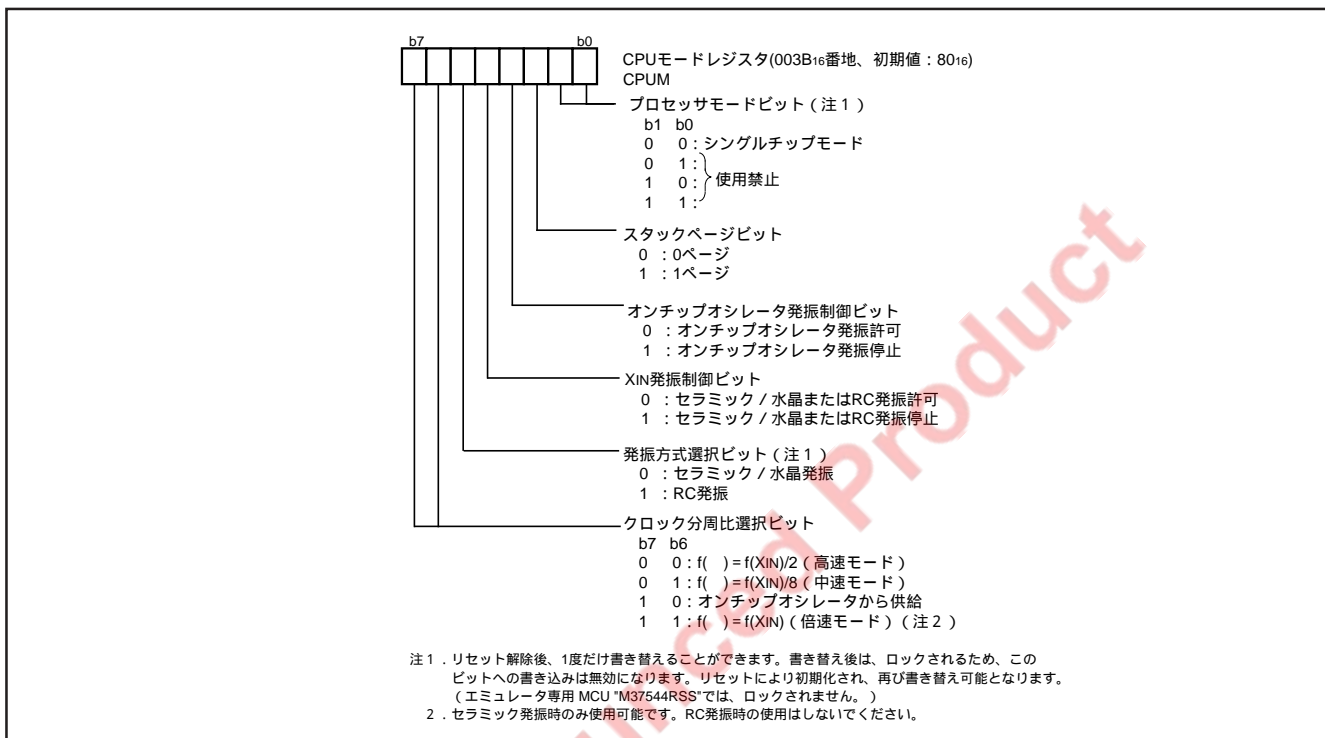 b7 b0
CPUモードレジスタ(003B16番地、初期値：8016)
CPUM
プロセッサモードビット（注１）
b1 b0
0 0：シングルチップモード
0 1：
1 0： 使用禁止
1 1：
スタックページビット
0 ：0ページ
1 ：1ページ
オンチップオシレータ発振制御ビット
0 ：オンチップオシレータ発振許可
1 ：オンチップオシレータ発振停止
XIN発振制御ビット
0 ：セラミック／水晶またはRC発振許可
1 ：セラミック／水晶またはRC発振停止
発振方式選択ビット（注１）
0 ：セラミック／水晶発振
1 ：RC発振
クロック分周比選択ビット
b7 b6
0 0：f( )＝f(XIN)/2（高速モード）
0 1：f( )＝f(XIN)/8（中速モード）
1 0：オンチップオシレータから供給
1 1：f( )＝f(XIN)（倍速モード）（注２）
注１．リセット解除後、1度だけ書き替えることができます。書き替え後は、ロックされるため、この
ビットへの書き込みは無効になります。リセットにより初期化され、再び書き替え可能となります。
（エミュレータ専用 MCU "M37544RSS"では、ロックされません。）
２．セラミック発振時のみ使用可能です。RC発振時の使用はしないでください。
unced Product